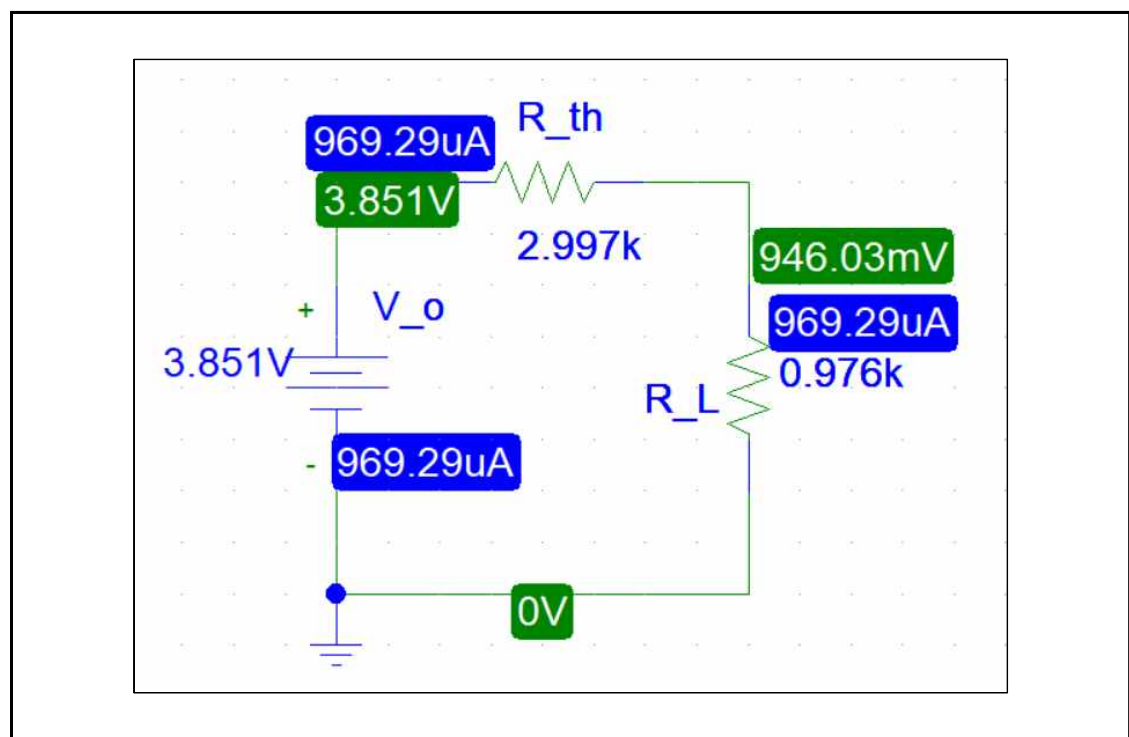 R_th
969.29uA
3.851V
2.997k
946.03mV
+
V_o
969.29uA
3.851V
0.976k
R_L
-
969.29uA
0V